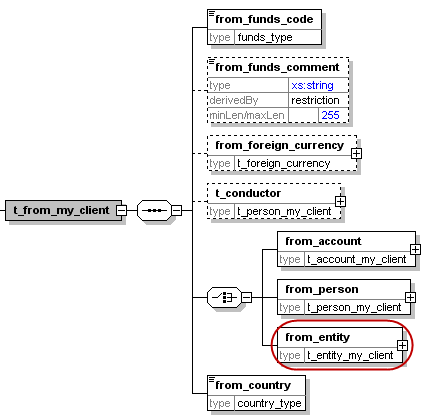 from_funds_code
type funds_type
from_funds_comment
type xs:string
derivedBy restriction
minLen/maxLen 255
from_foreign_currency
type t_foreign_currency
t_conductor
type t_person_my_client
t_from_my_client
from_account
type t_account_my_client
from_person
type t_person_my_client
from_entity
type t_entity_my_client
from_country
type country_type